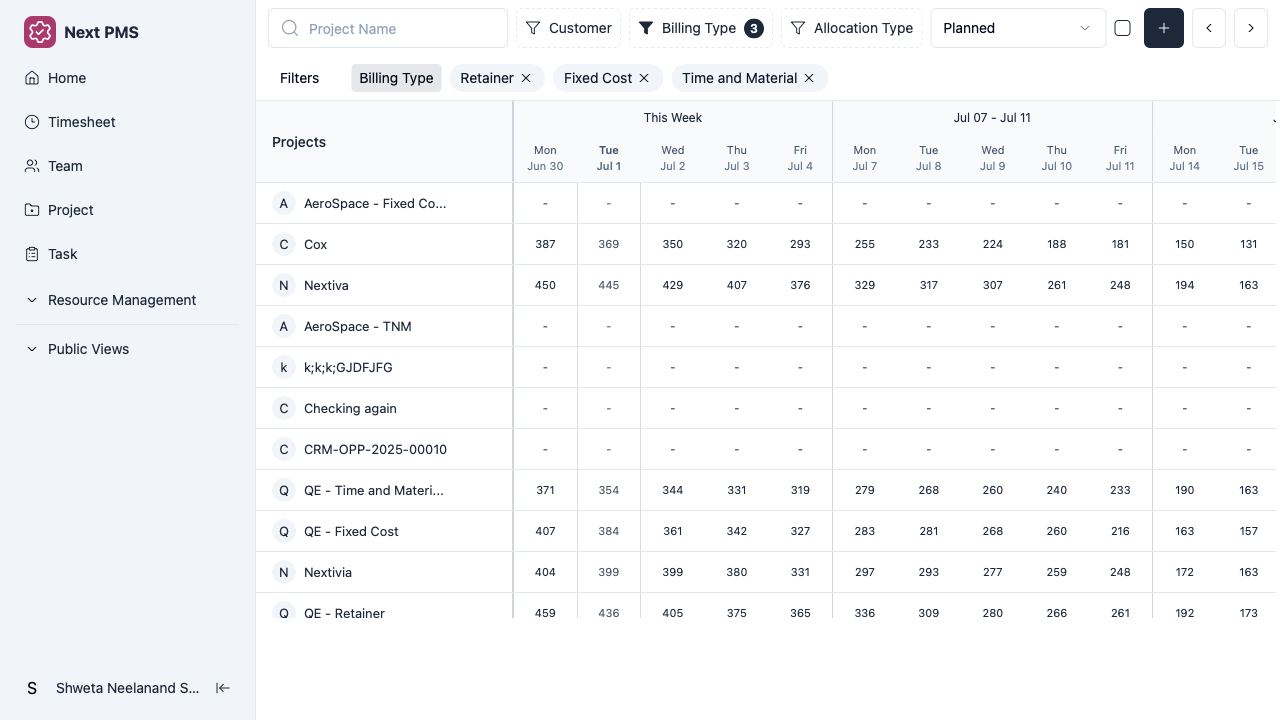 Next PMS
Home
Timesheet
Team
Project
Task
Resource Management
Public Views
Shweta Neelanand S...
S
Project Name
Customer
Billing Type 3
Allocation Type
Planned
Filters
Billing Type
Retainer
Fixed Cost
Time and Material
Projects
This Week
Jul 07 - Jul 11
Mon Tue Wed Thu Fri Mon Tue Wed Thu Fri Mon Tue
Jun 30 Jul 1 Jul 2 Jul 3 Jul 4 Jul 7 Jul 8 Jul 9 Jul 10 Jul 11 Jul 14 Jul 15
A AeroSpace - Fixed Co... - - - - - - - - - - - -
C Cox 387 369 350 320 293 255 233 224 188 181 150 131
N Nextiva 450 445 429 407 376 329 317 307 261 248 194 163
A AeroSpace - TNM - - - - - - - - - - - -
k k;k;k;GJDFJFG - - - - - - - - - - - -
C Checking again - - - - - - - - - - - -
C CRM-OPP-2025-00010 - - - - - - - - - - - -
Q QE - Time and Materi... 371 354 344 331 319 279 268 260 240 233 190 163
Q QE - Fixed Cost 407 384 361 342 327 283 281 268 260 216 163 157
N Nextivia 404 399 399 380 331 297 293 277 259 248 172 163
Q QE - Retainer 459 436 405 375 365 336 309 280 266 261 192 173